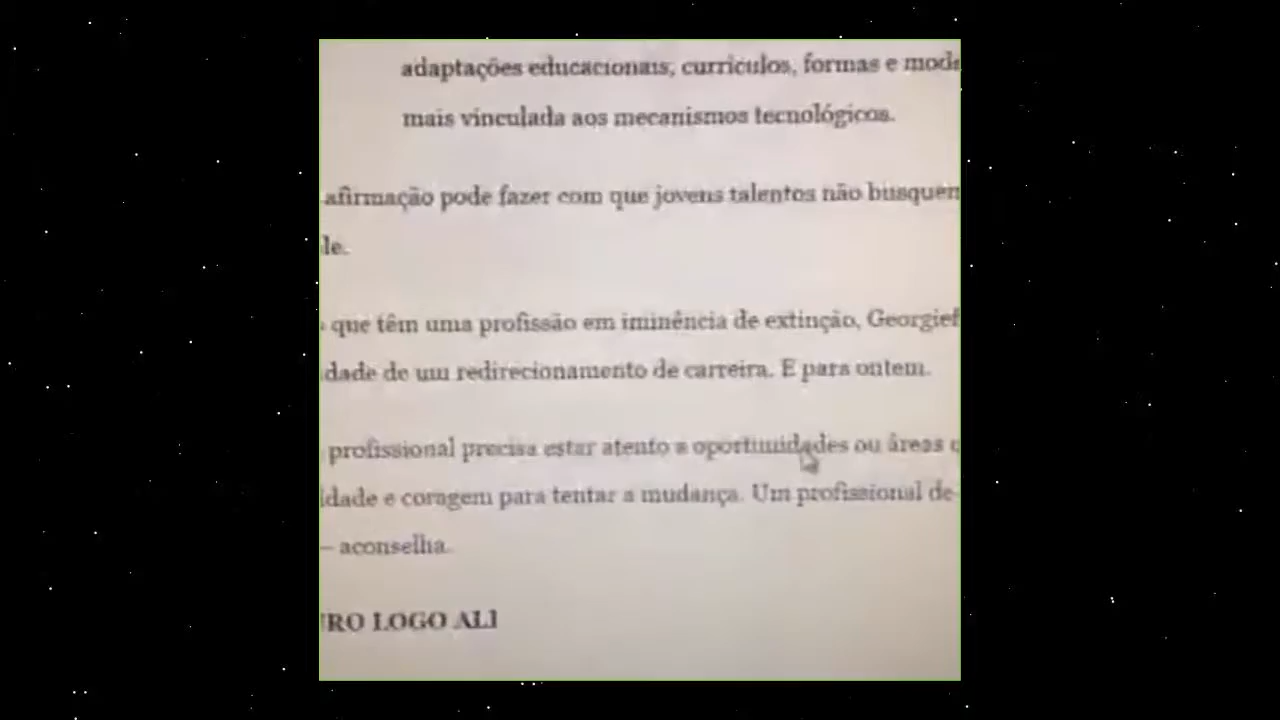 adaptações educacionais, currículos, formas e mode
mais vinculada aos mecanismos tecnológicos.
afirmação pode fazer com que jovens talentos não busquem
le.
que têm uma profissão em iminência de extinção, Georgief
dade de um redirecionamento de carreira. E para ontem.
profissional precisa estar atento a oportunidades ou áreas
idade e coragem para tentar a mudança. Um profissional de
– aconselha.
RO LOGO ALI